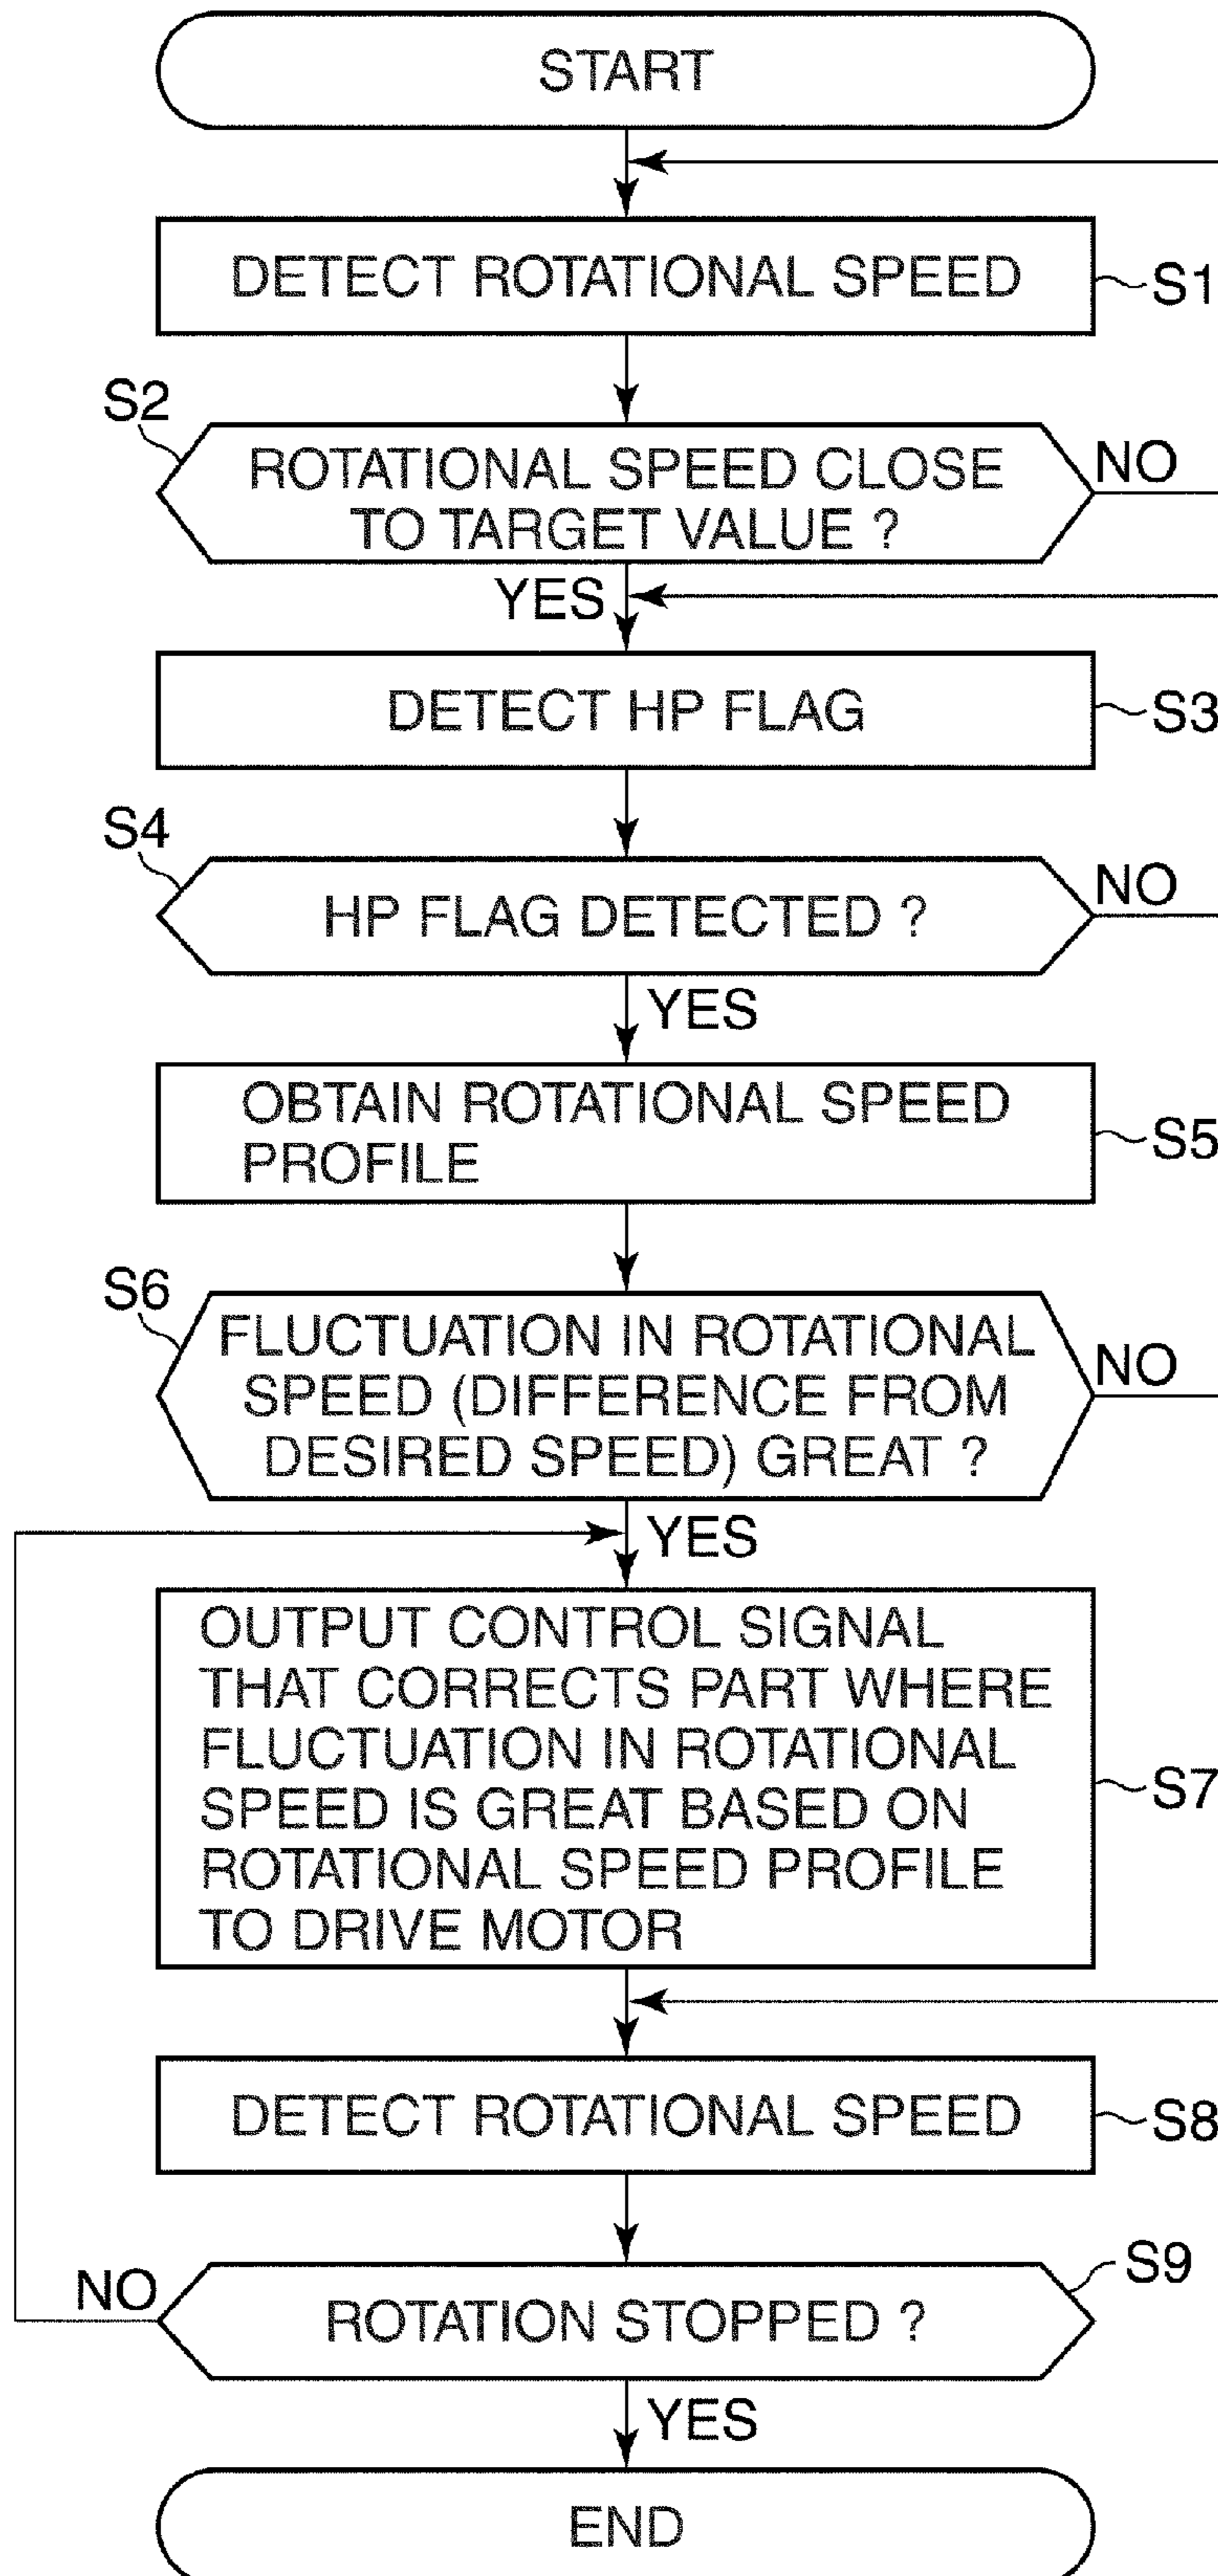 START
DETECT ROTATIONAL SPEED
S1
S2
ROTATIONAL SPEED CLOSE
TO TARGET VALUE ?
NO
YES
DETECT HP FLAG
S3
S4
HP FLAG DETECTED ?
NO
YES
OBTAIN ROTATIONAL SPEED
PROFILE
S5
S6
FLUCTUATION IN ROTATIONAL
SPEED (DIFFERENCE FROM
DESIRED SPEED) GREAT ?
NO
YES
OUTPUT CONTROL SIGNAL
THAT CORRECTS PART WHERE
FLUCTUATION IN ROTATIONAL
SPEED IS GREAT BASED ON
ROTATIONAL SPEED PROFILE
TO DRIVE MOTOR
S7
DETECT ROTATIONAL SPEED
S8
S9
NO
ROTATION STOPPED ?
YES
END